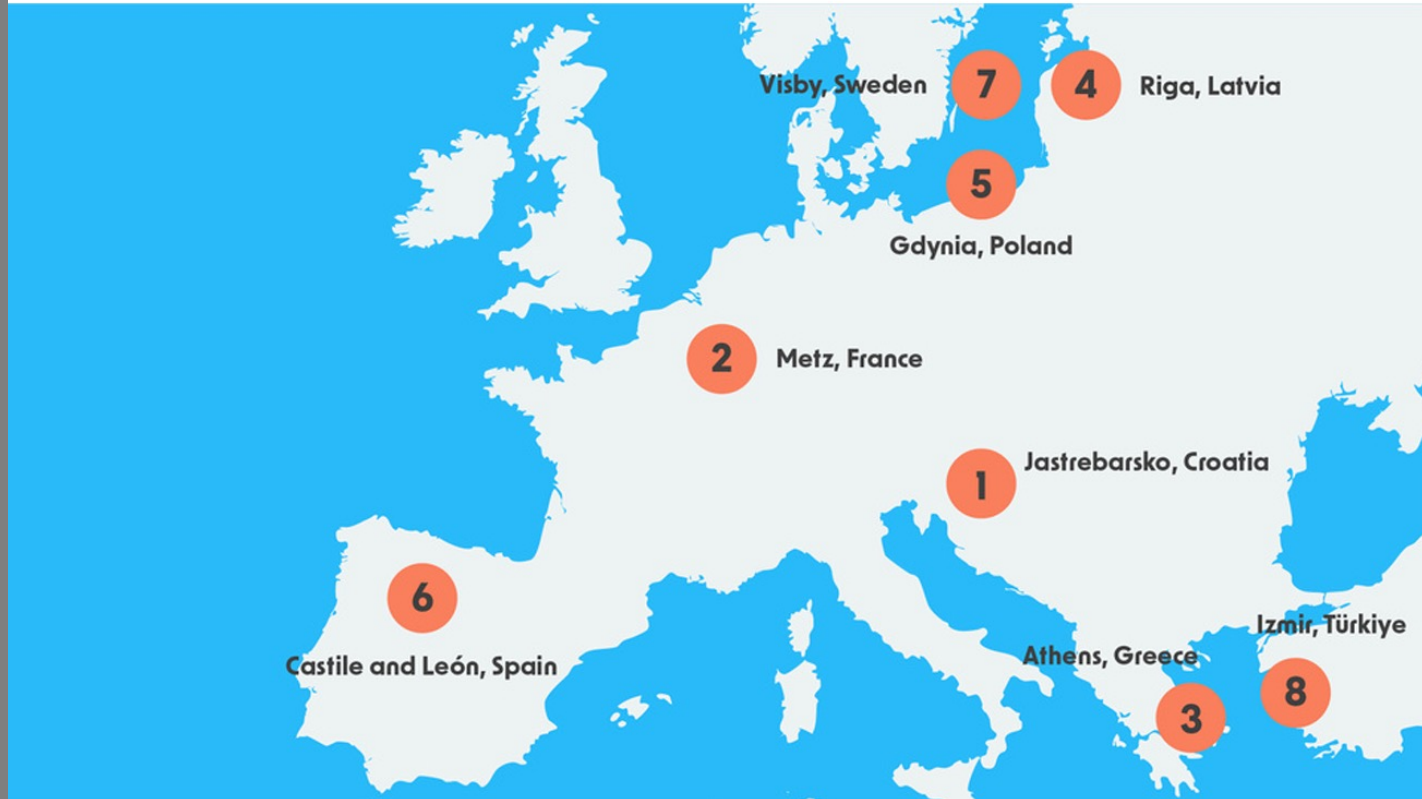 Visby, Sweden
7
4
Riga, Latvia
5
Gdynia, Poland
2
Metz, France
Jastrebarsko, Croatia
1
6
Castile and León, Spain
Izmir, Türkiye
Athens, Greece
8
3